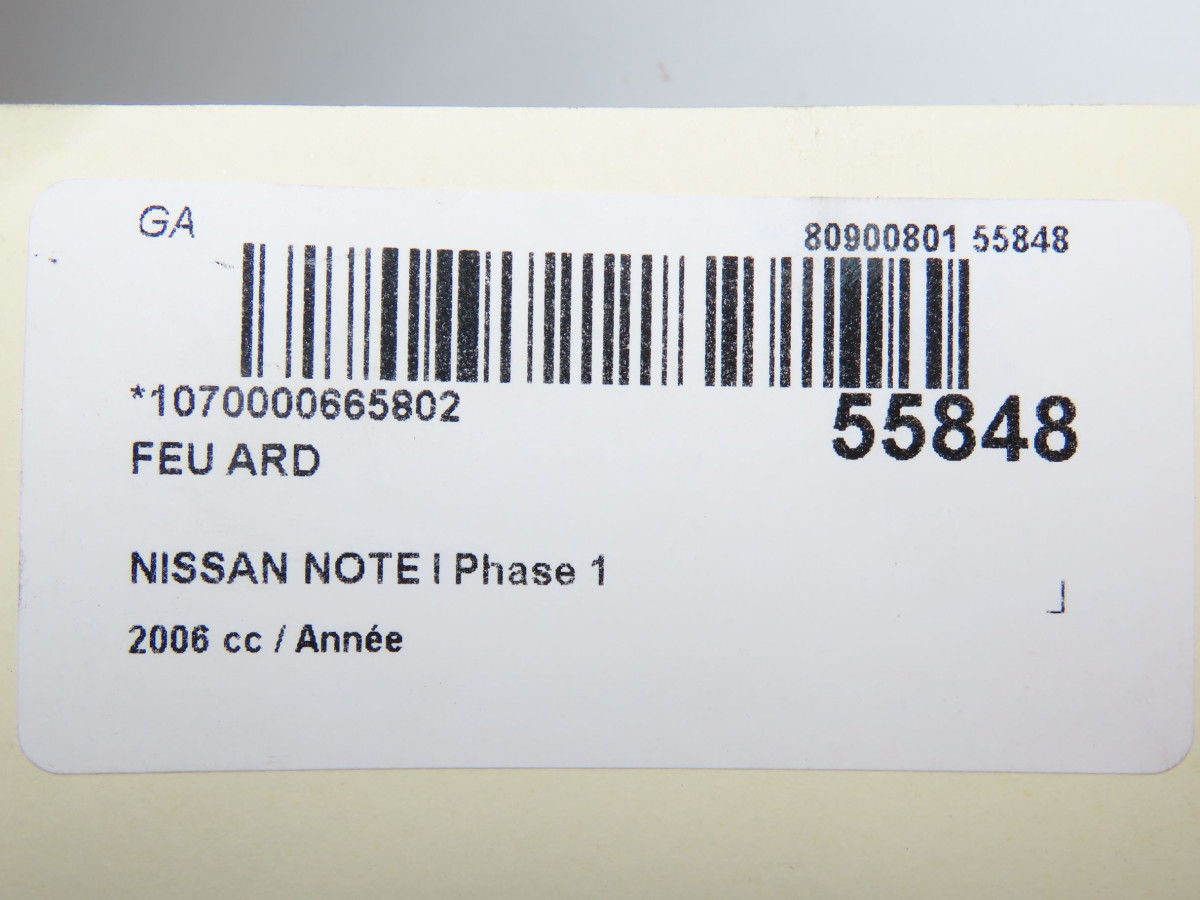 GA
80900801 55848
*1070000665802
55848
FEU ARD
NISSAN NOTE I Phase 1
2006 cc / Année